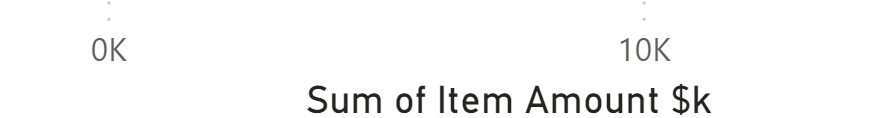 0K 10K
Sum of Item Amount $k